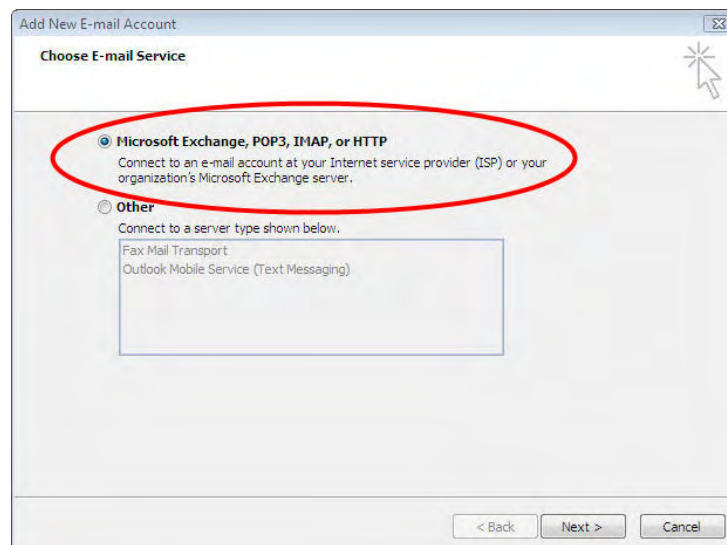 Add New E-mail Account
Choose E-mail Service
Microsoft Exchange, POP3, IMAP, or HTTP
Connect to an e-mail account at your Internet service provider (ISP) or your
organization's Microsoft Exchange server.
Other
Connect to a server type shown below.
Fax Mail Transport
Outlook Mobile Service (Text Messaging)
< Back Next > Cancel